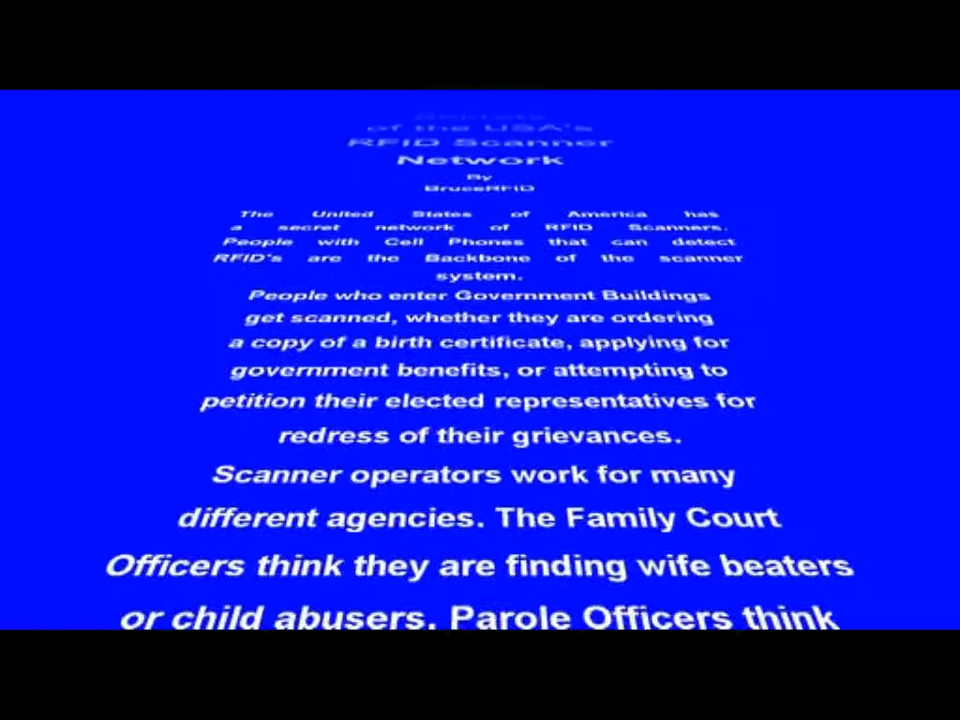 of the USA's
RFID Scanner
Network
By
BruceRFID
The United States of America has
a secret network of RFID Scanners.
People with Cell Phones that can detect
RFID's are the Backbone of the scanner
system.
People who enter Government Buildings
get scanned, whether they are ordering
a copy of a birth certificate, applying for
government benefits, or attempting to
petition their elected representatives for
redress of their grievances.
Scanner operators work for many
different agencies. The Family Court
Officers think they are finding wife beaters
or child abusers. Parole Officers think